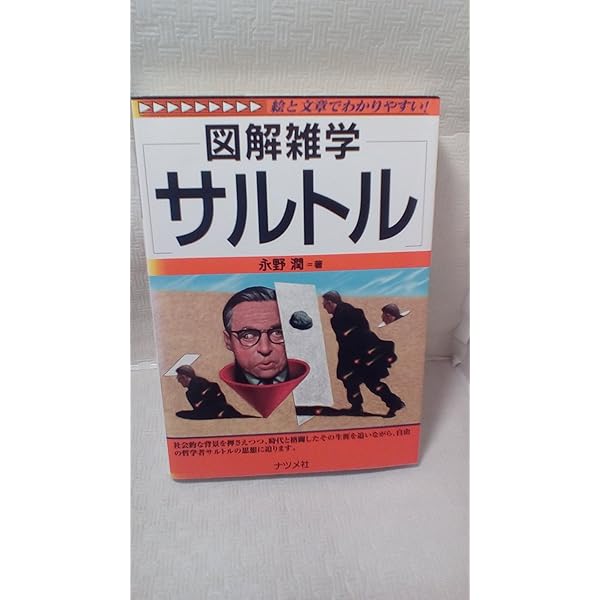 絵と文章でわかりやすい!
図解雑学
サルトル
永野 潤=著
社会的な背景を押さえつつ、時代と格闘したその生涯を追いながら、自由
の哲学者サルトルの思想に迫ります。
ナツメ社